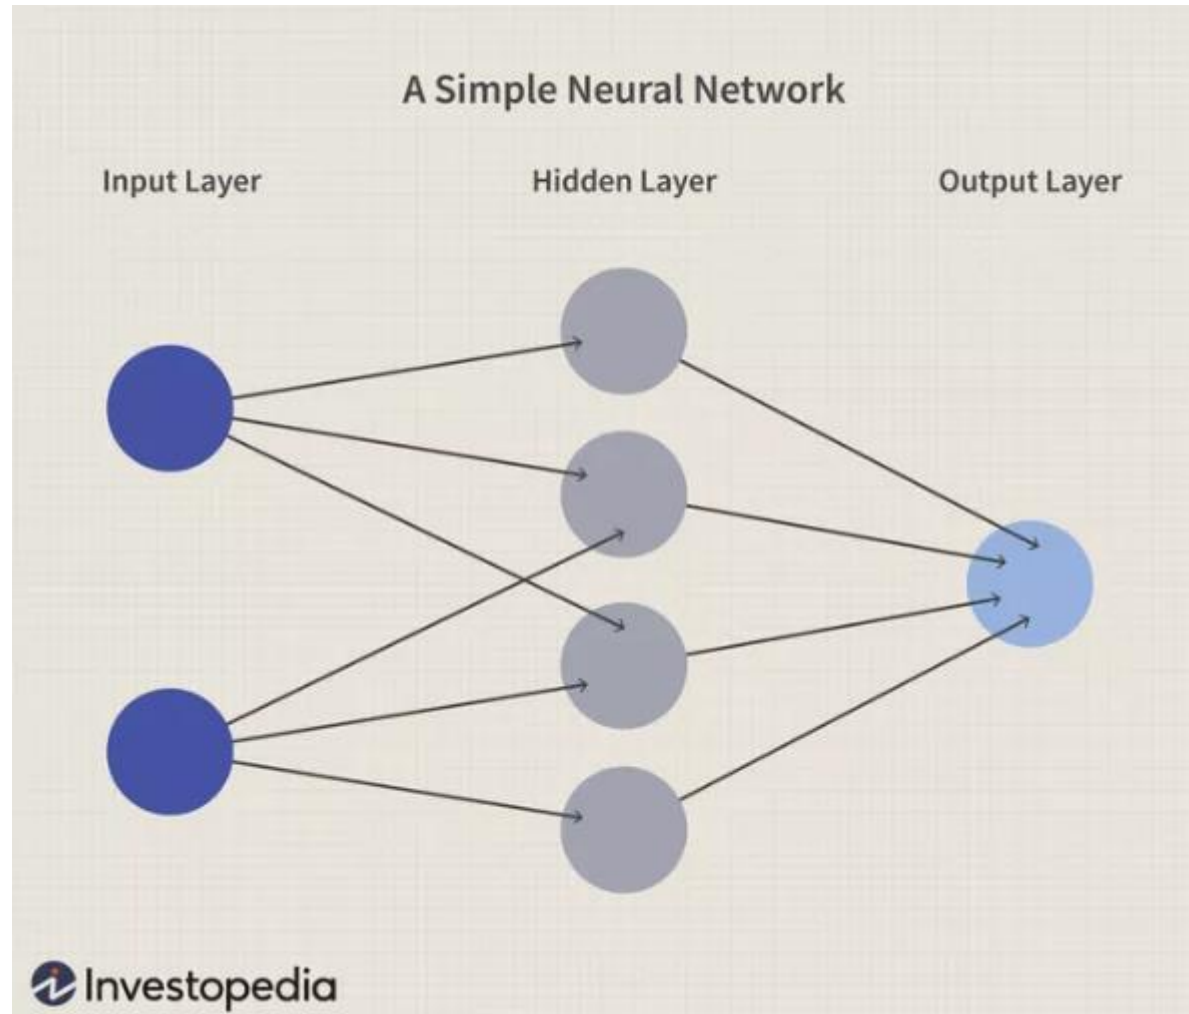 A Simple Neural Network
Input Layer
Hidden Layer
Output Layer
Investopedia